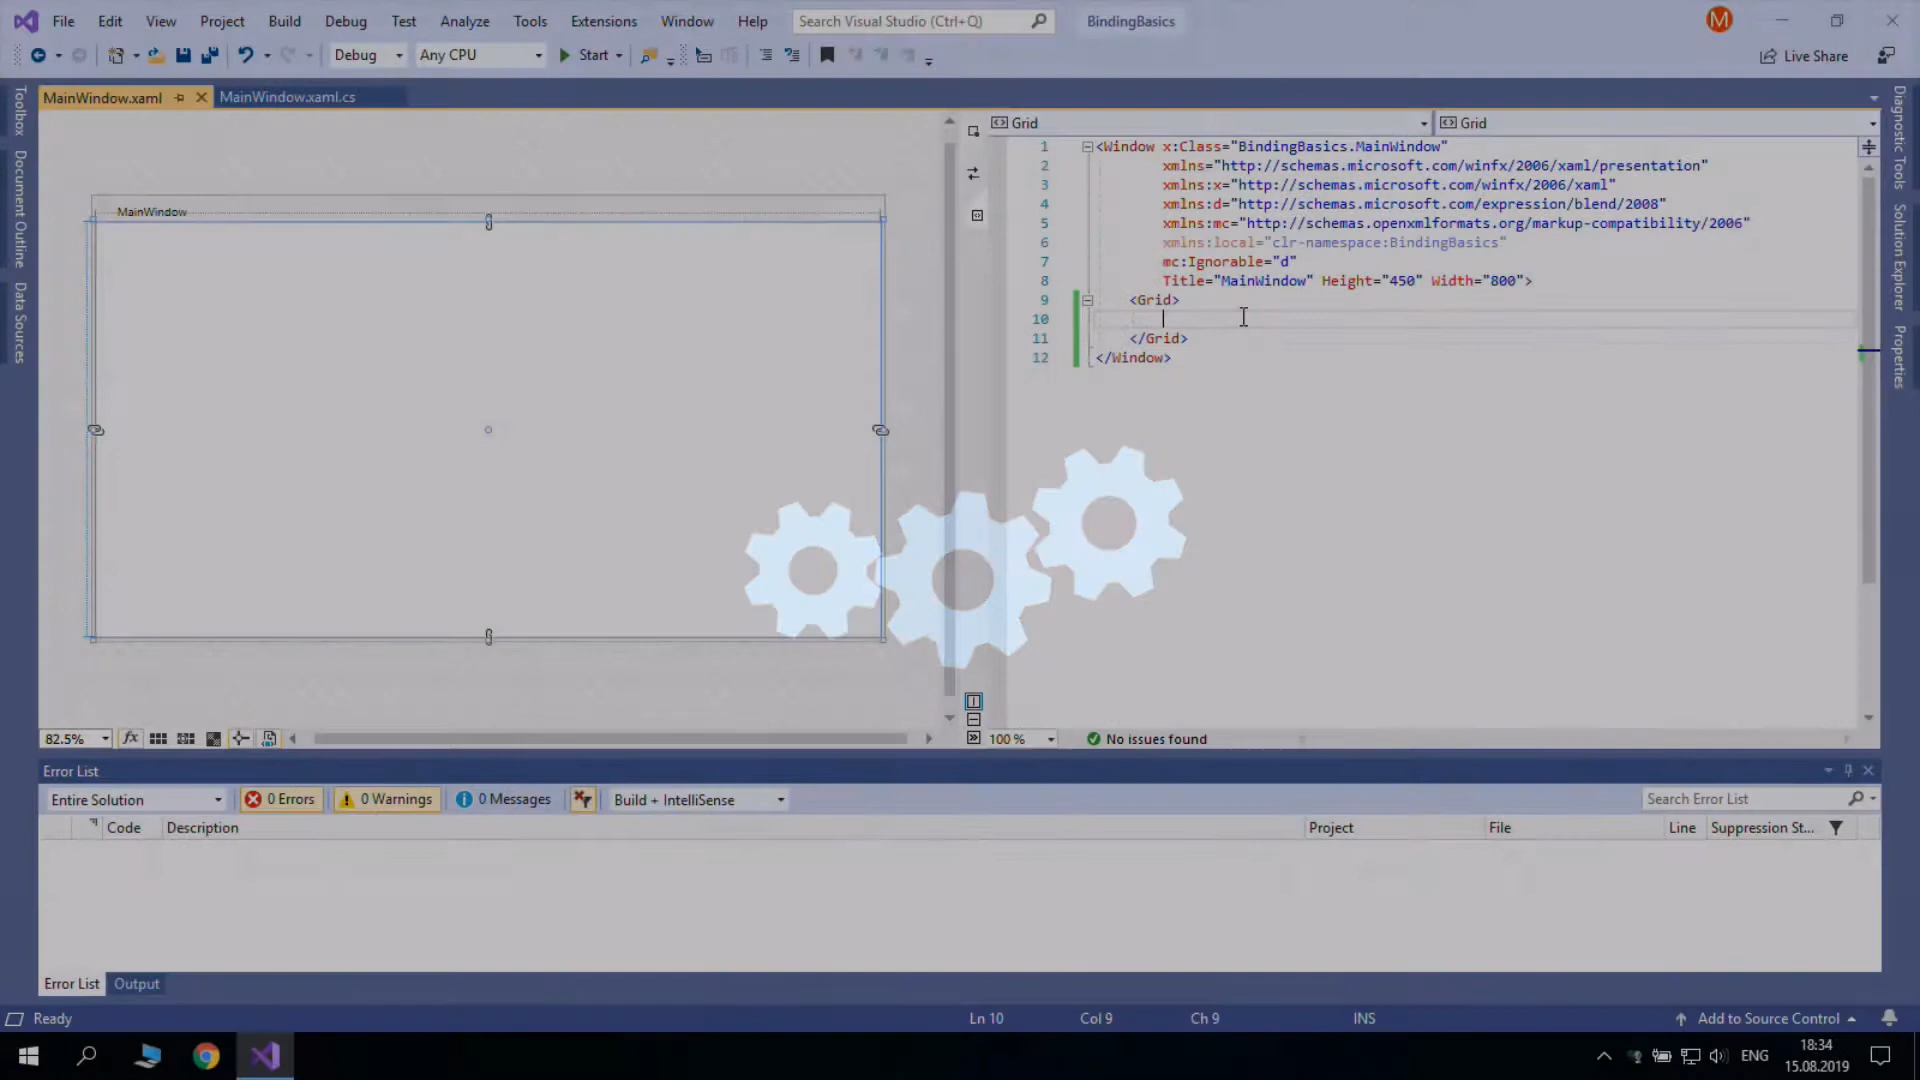 File Edit View Project Build Debug Test Analyze Tools Extensions Window Help Search Visual Studio (Ctrl+Q) BindingBasics M
Debug Any CPU Start Live Share
MainWindow.xaml MainWindow.xaml.cs
Toolbox
Document Outline
Data Sources
MainWindow
Grid Grid
1 <Window x:Class="BindingBasics.MainWindow"
2 xmlns="http://schemas.microsoft.com/winfx/2006/xaml/presentation"
3 xmlns:x="http://schemas.microsoft.com/winfx/2006/xaml"
4 xmlns:d="http://schemas.microsoft.com/expression/blend/2008"
5 xmlns:mc="http://schemas.openxmlformats.org/markup-compatibility/2006"
6 xmlns:local="clr-namespace:BindingBasics"
7 mc:Ignorable="d"
8 Title="MainWindow" Height="450" Width="800">
9 <Grid>
10
11 </Grid>
12 </Window>
Diagnostic Tools
Solution Explorer
Properties
82.5% fx 100 % No issues found
Error List
Entire Solution 0 Errors 0 Warnings 0 Messages Build + IntelliSense Search Error List
Code Description Project File Line Suppression St...
Error List Output
Ready Ln 10 Col 9 Ch 9 INS Add to Source Control
ENG 18:34
15.08.2019